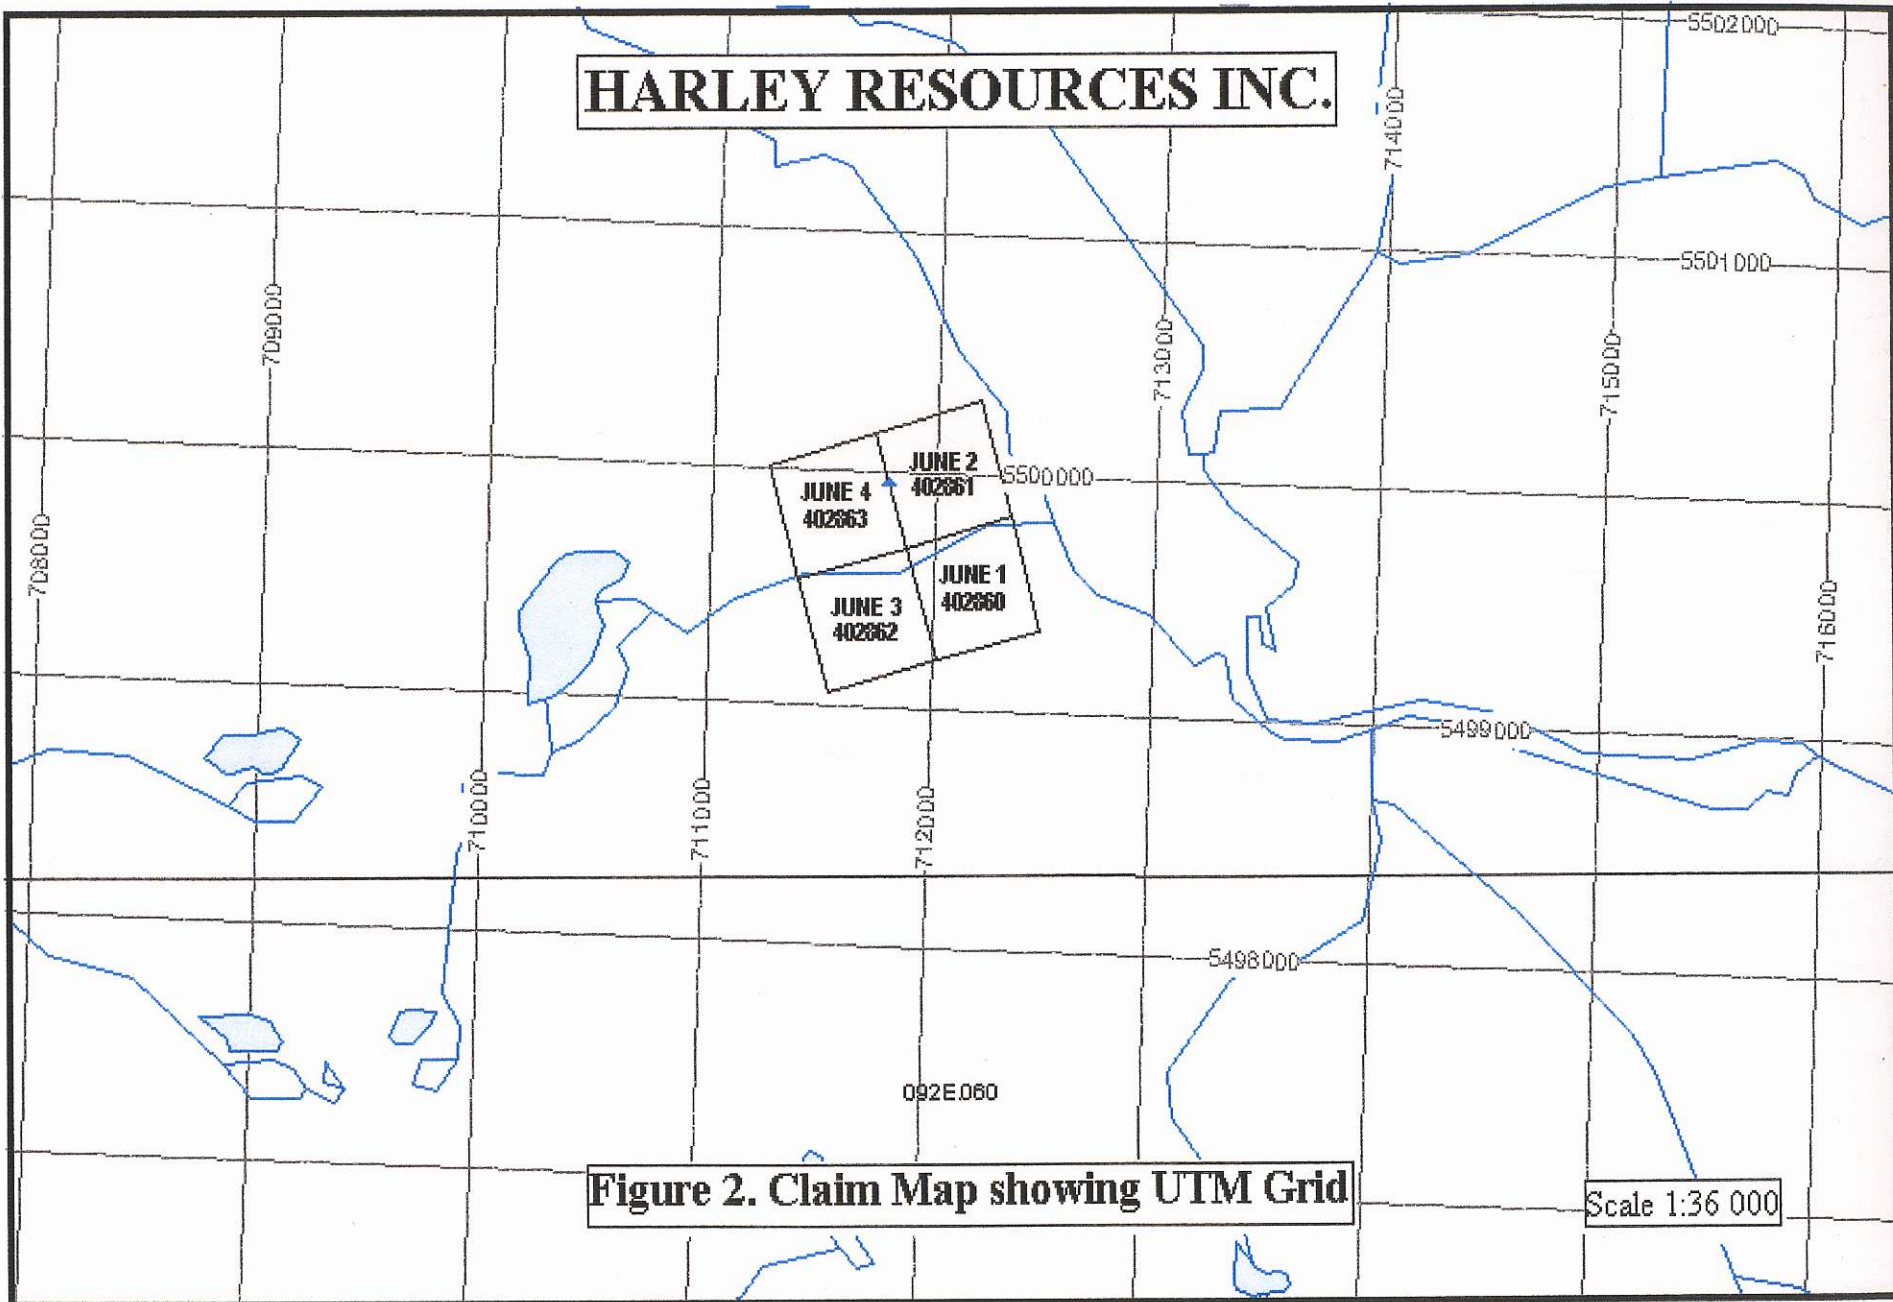 5502000
HARLEY RESOURCES INC.
714000
5501000
709000
713000
715000
JUNE 2
402861
5500000
JUNE 4
402863
708000
JUNE 1
402860
JUNE 3
402862
716000
5499000
710000
711000
712000
5498000
092E.060
Figure 2. Claim Map showing UTM Grid
Scale 1:36 000